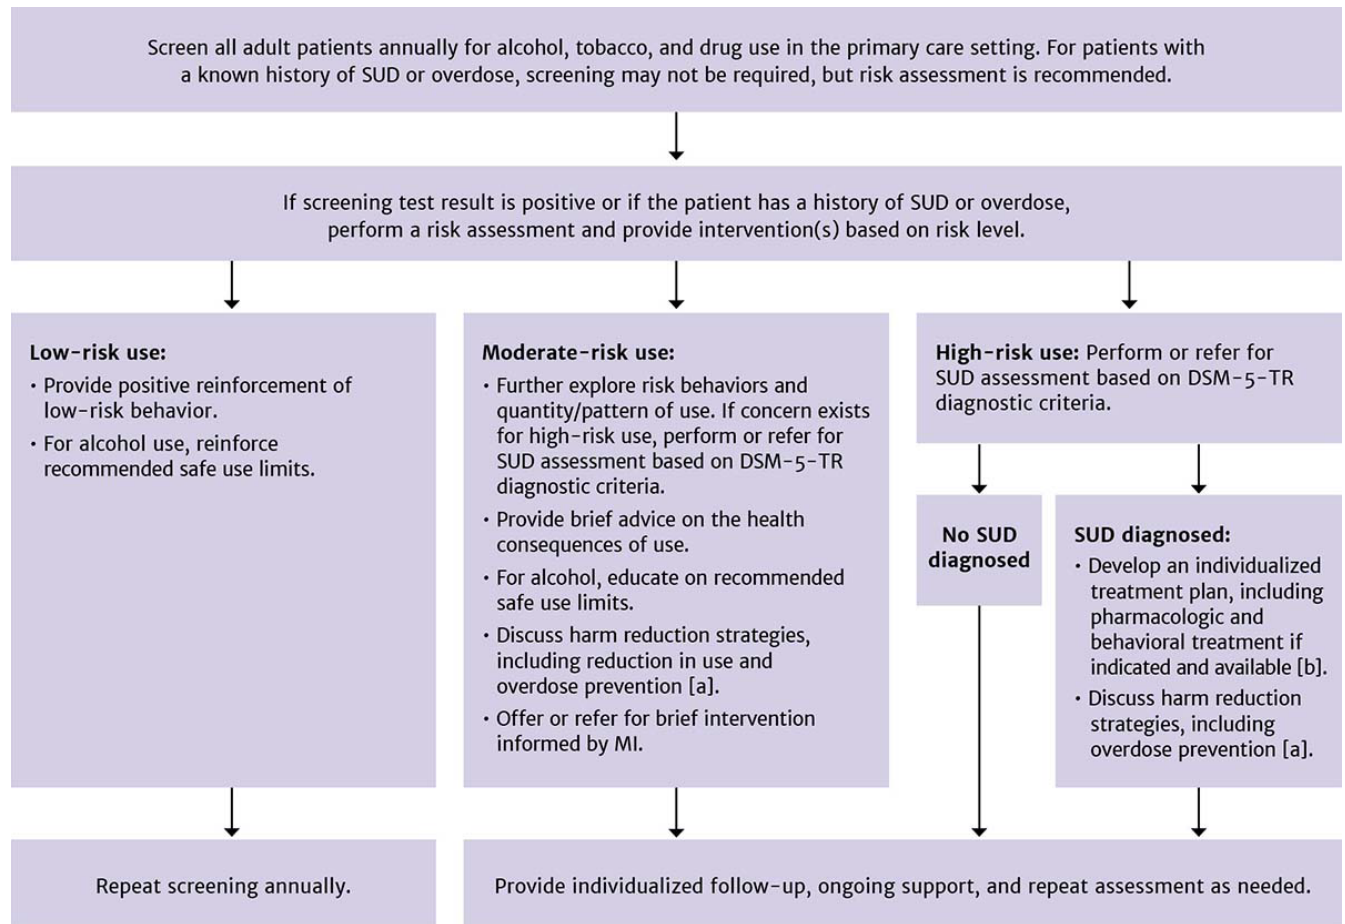 Screen all adult patients annually for alcohol, tobacco, and drug use in the primary care setting. For patients with
a known history of SUD or overdose, screening may not be required, but risk assessment is recommended.
If screening test result is positive or if the patient has a history of SUD or overdose,
perform a risk assessment and provide intervention(s) based on risk level.
Low-risk use:
• Provide positive reinforcement of
low-risk behavior.
• For alcohol use, reinforce
recommended safe use limits.
Moderate-risk use:
• Further explore risk behaviors and
quantity/pattern of use. If concern exists
for high-risk use, perform or refer for
SUD assessment based on DSM-5-TR
diagnostic criteria.
• Provide brief advice on the health
consequences of use.
• For alcohol, educate on recommended
safe use limits.
• Discuss harm reduction strategies,
including reduction in use and
overdose prevention [a].
• Offer or refer for brief intervention
informed by MI.
High-risk use: Perform or refer for
SUD assessment based on DSM-5-TR
diagnostic criteria.
No SUD
diagnosed
SUD diagnosed:
• Develop an individualized
treatment plan, including
pharmacologic and
behavioral treatment if
indicated and available [b].
• Discuss harm reduction
strategies, including
overdose prevention [a].
Repeat screening annually.
Provide individualized follow-up, ongoing support, and repeat assessment as needed.